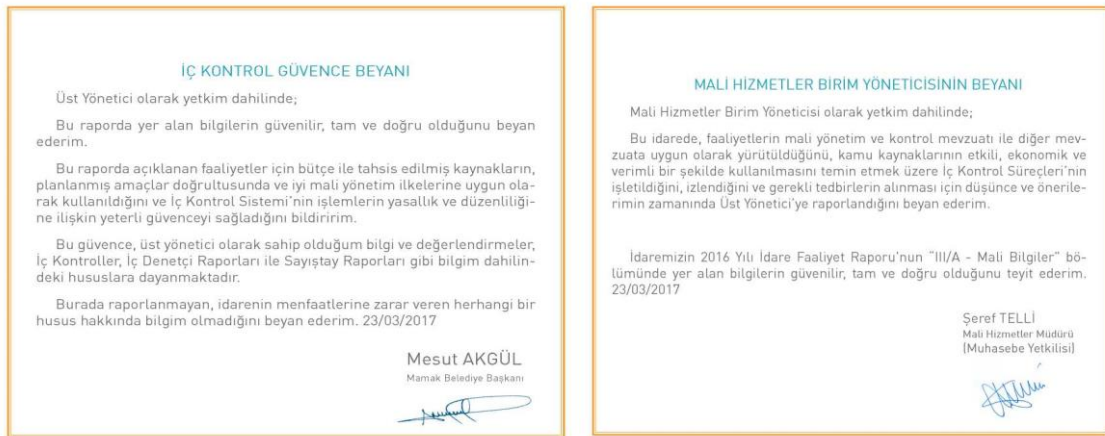 İÇ KONTROL GÜVENCE BEYANI
Üst Yönetici olarak yetkim dahilinde;
Bu raporda yer alan bilgilerin güvenilir, tam ve doğru olduğunu beyan
ederim.
Bu raporda açıklanan faaliyetler için bütçe ile tahsis edilmiş kaynakların,
planlanmış amaçlar doğrultusunda ve iyi mali yönetim ilkelerine uygun ola-
rak kullanıldığını ve İç Kontrol Sistemi'nin işlemlerin yasallık ve düzenliliği-
ne ilişkin yeterli güvenceyi sağladığını bildiririm.
Bu güvence, üst yönetici olarak sahip olduğum bilgi ve değerlendirmeler,
İç Kontroller, İç Denetçi Raporları ile Sayıştay Raporları gibi bilgim dahilin-
deki hususlara dayanmaktadır.
Burada raporlanmayan, idarenin menfaatlerine zarar veren herhangi bir
husus hakkında bilgim olmadığını beyan ederim. 23/03/2017
Mesut AKGÜL
Mamak Belediye Başkanı
MALİ HİZMETLER BİRİM YÖNETİCİSİNİN BEYANI
Mali Hizmetler Birim Yöneticisi olarak yetkim dahilinde;
Bu idarede, faaliyetlerin mali yönetim ve kontrol mevzuatı ile diğer mev-
zuata uygun olarak yürütüldüğünü, kamu kaynaklarının etkili, ekonomik ve
verimli bir şekilde kullanılmasını temin etmek üzere İç Kontrol Süreçleri'nin
işletildiğini, izlendiğini ve gerekli tedbirlerin alınması için düşünce ve önerile-
rimin zamanında Üst Yönetici'ye raporlandığını beyan ederim.
İdaremizin 2016 Yılı İdare Faaliyet Raporu'nun "III/A - Mali Bilgiler" bö-
lümünde yer alan bilgilerin güvenilir, tam ve doğru olduğunu teyit ederim.
23/03/2017
Şeref TELLİ
Mali Hizmetler Müdürü
(Muhasebe Yetkilisi)